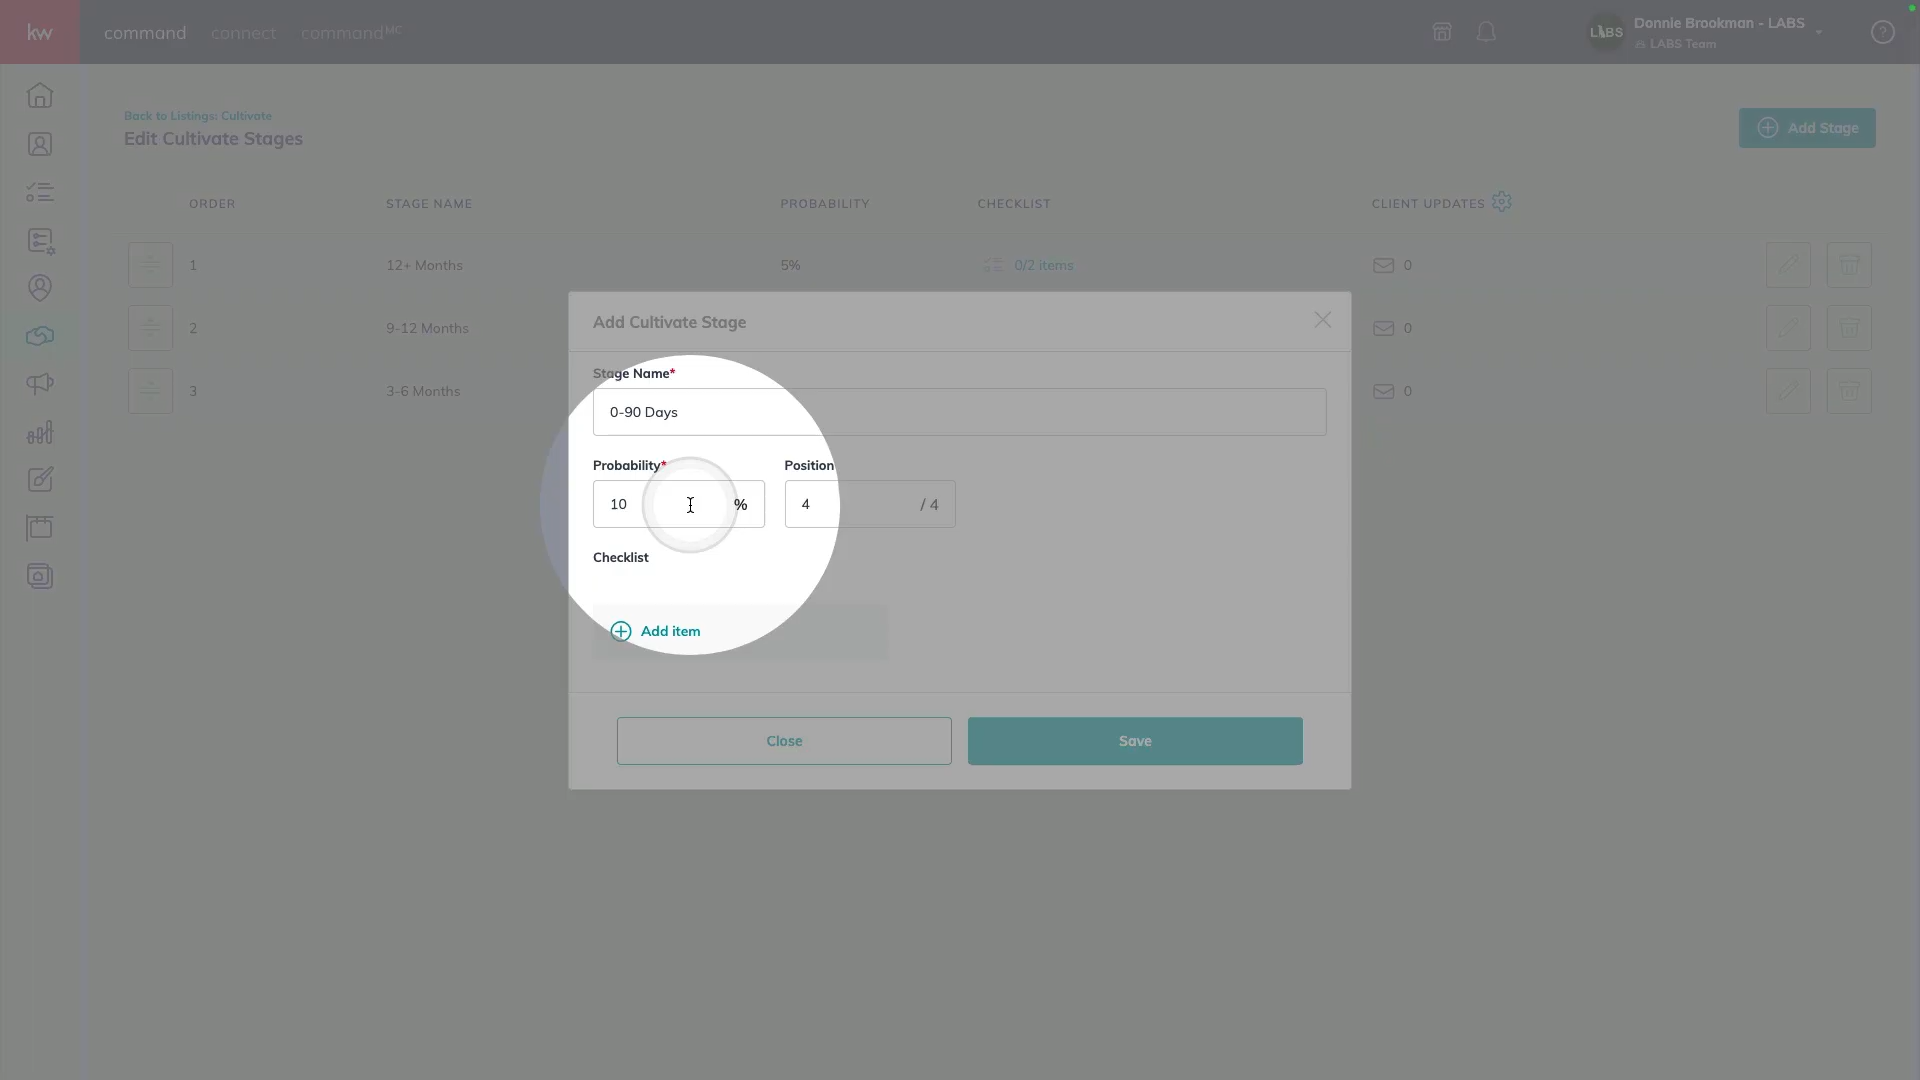 kw
command connect commandMC
LABS
Donnie Brookman - LABS
LABS Team
Back to Listings: Cultivate
Edit Cultivate Stages
Add Stage
ORDER STAGE NAME PROBABILITY CHECKLIST CLIENT UPDATES
1 12+ Months 5% 0/2 items 0
2 9-12 Months 0
3 3-6 Months 0
Add Cultivate Stage
Stage Name*
0-90 Days
Probability* Position
10 % 4 / 4
Checklist
Add item
Close Save